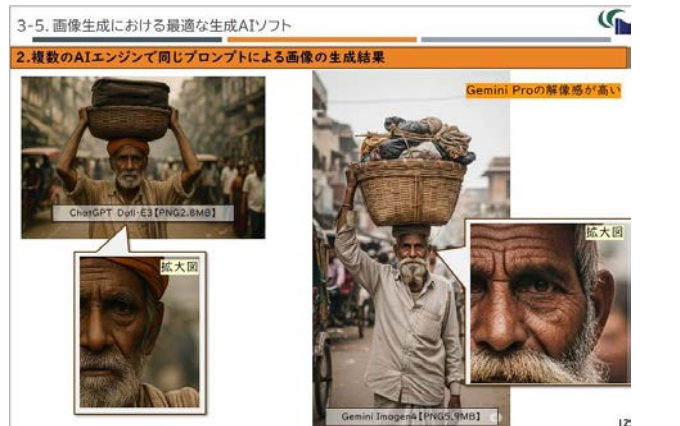 3-5. 画像生成における最適な生成AIソフト
2.複数のAIエンジンで同じプロンプトによる画像の生成結果
Gemini Proの解像感が高い
ChatGPT Dall-E3【PNG2.8MB】
拡大図
拡大図
Gemini Imagen4【PNG5.9MB】